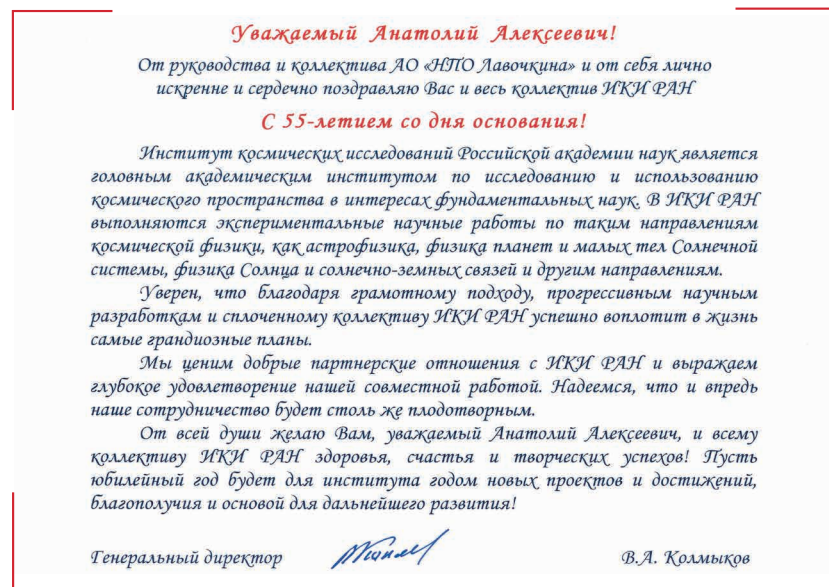 Уважаемый Анатолий Алексеевич!
От руководства и коллектива АО «НПО Лавочкина» и от себя лично
искренне и сердечно поздравляю Вас и весь коллектив ИКИ РАН
С 55-летием со дня основания!
Институт космических исследований Российской академии наук является
головным академическим институтом по исследованию и использованию
космического пространства в интересах фундаментальных наук. В ИКИ РАН
выполняются экспериментальные научные работы по таким направлениям
космической физики, как астрофизика, физика планет и малых тел Солнечной
системы, физика Солнца и солнечно-земных связей и другим направлениям.
Уверен, что благодаря грамотному подходу, прогрессивным научным
разработкам и сплоченному коллективу ИКИ РАН успешно воплотит в жизнь
самые грандиозные планы.
Мы ценим добрые партнерские отношения с ИКИ РАН и выражаем
глубокое удовлетворение нашей совместной работой. Надеемся, что и впредь
наше сотрудничество будет столь же плодотворным.
От всей души желаю Вам, уважаемый Анатолий Алексеевич, и всему
коллективу ИКИ РАН здоровья, счастья и творческих успехов! Пусть
юбилейный год будет для института годом новых проектов и достижений,
благополучия и основой для дальнейшего развития!
Генеральный директор В.А. Колмыков